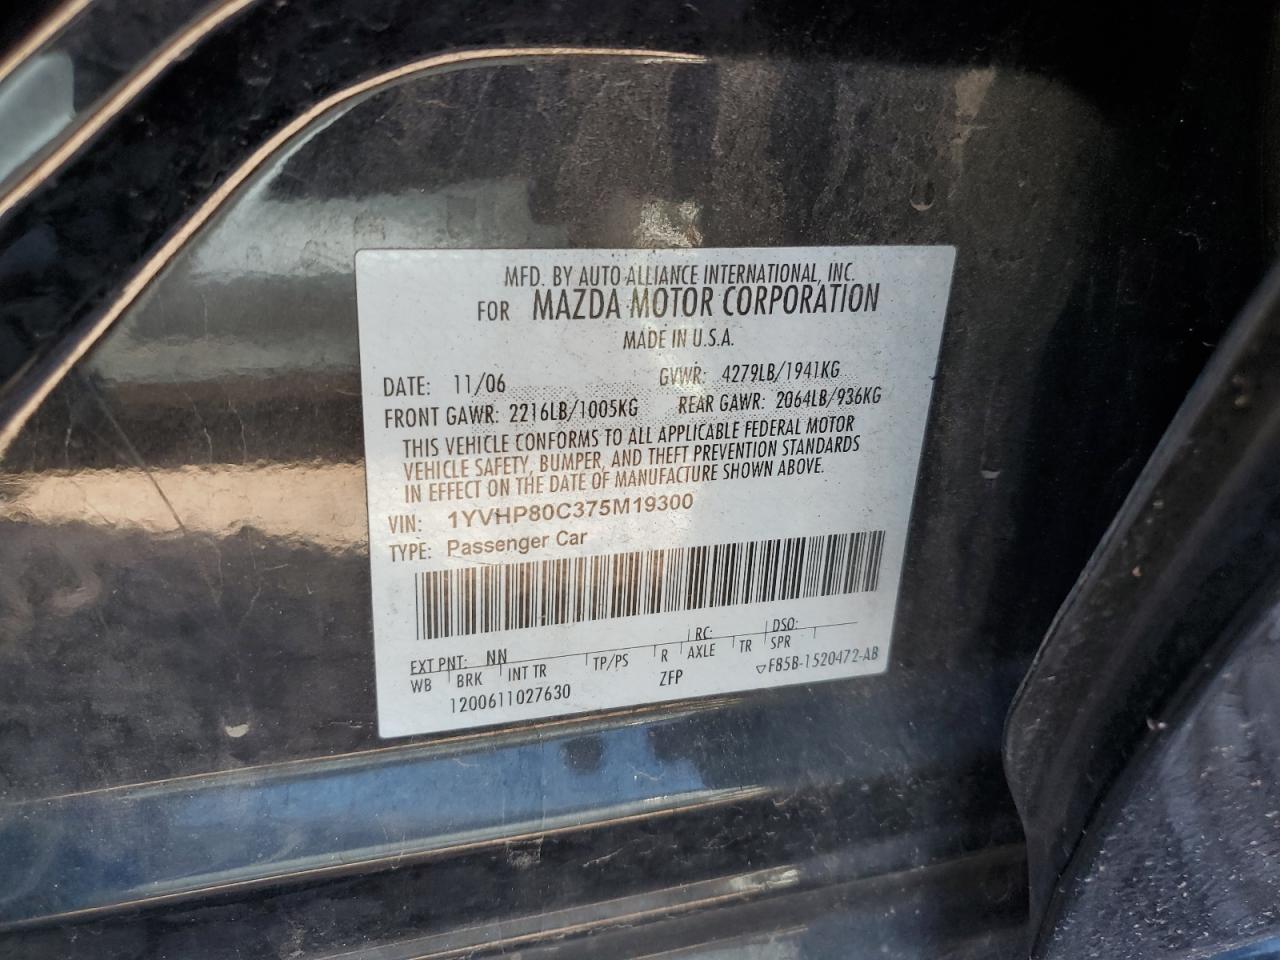 MFD. BY AUTO ALLIANCE INTERNATIONAL, INC.
FOR MAZDA MOTOR CORPORATION
MADE IN U.S.A.
DATE: 11/06 GVWR: 4279LB/1941KG
FRONT GAWR: 2216LB/1005KG REAR GAWR: 2064LB/936KG
THIS VEHICLE CONFORMS TO ALL APPLICABLE FEDERAL MOTOR
VEHICLE SAFETY, BUMPER, AND THEFT PREVENTION STANDARDS
IN EFFECT ON THE DATE OF MANUFACTURE SHOWN ABOVE.
VIN: 1YVHP80C375M19300
TYPE: Passenger Car
EXT PNT: NN RC: DSO:
WB BRK INT TR TP/PS R AXLE TR SPR
1200611027630 ZFP ▽F85B-1520472-AB